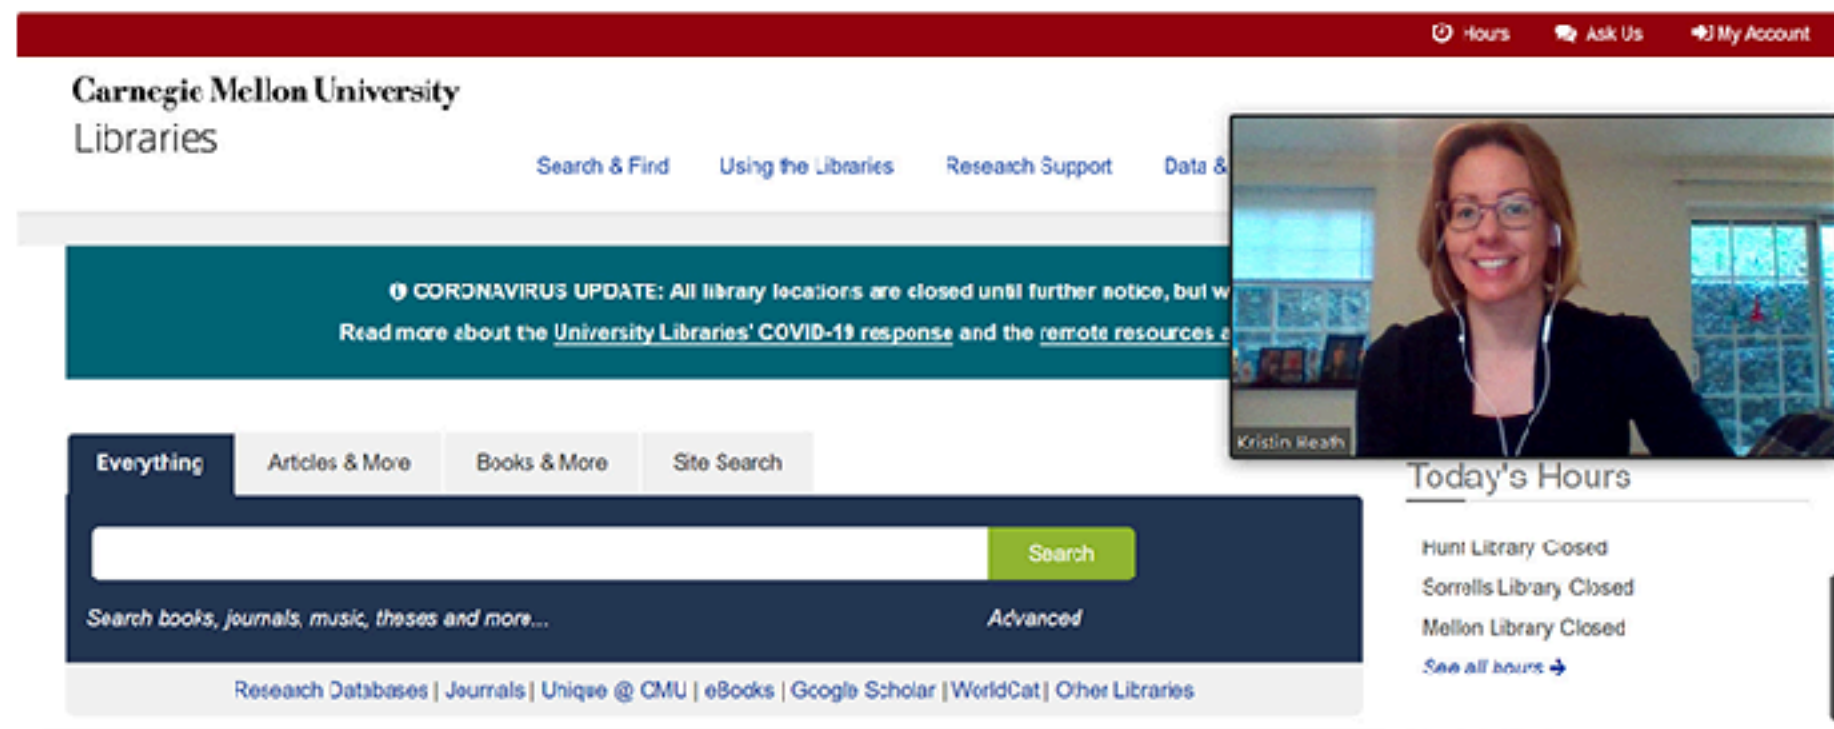 Hours Ask Us My Account
Carnegie Mellon University
Libraries
Search & Find Using the Libraries Research Support Data &
CORONAVIRUS UPDATE: All library locations are closed until further notice, but w
Read more about the University Libraries' COVID-19 response and the remote resources a
Kristin Heath
Everything Articles & More Books & More Site Search
Search
Search books, journals, music, theses and more... Advanced
Research Databases | Journals | Unique @ CMU | eBooks | Google Scholar | WorldCat | Other Libraries
Today's Hours
Hunt Library Closed
Sorrells Library Closed
Mellon Library Closed
See all hours